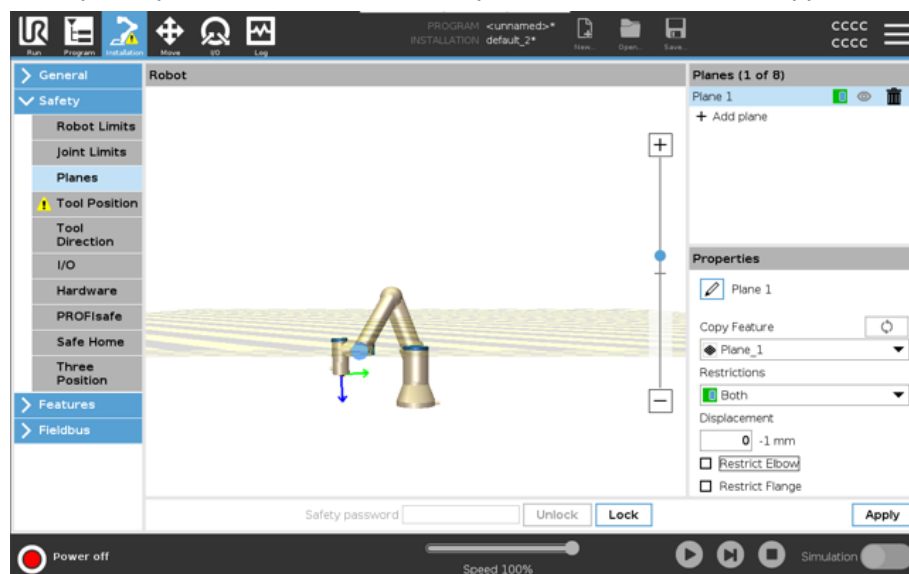 PROGRAM <unnamed>*
INSTALLATION default_2*
UR
Run
Program
Installation
Move
I/O
Log
New...
Open...
Save...
CCCC
CCCC
General
Safety
Robot Limits
Joint Limits
Planes
Tool Position
Tool
Direction
I/O
Hardware
PROFIsafe
Safe Home
Three
Position
Features
Fieldbus
Robot
Planes (1 of 8)
Plane 1
Add plane
Properties
Plane 1
Copy Feature
Plane_1
Restrictions
Both
Displacement
0 -1 mm
Restrict Elbow
Restrict Flange
Safety password
Unlock
Lock
Apply
Power off
Speed 100%
Simulation